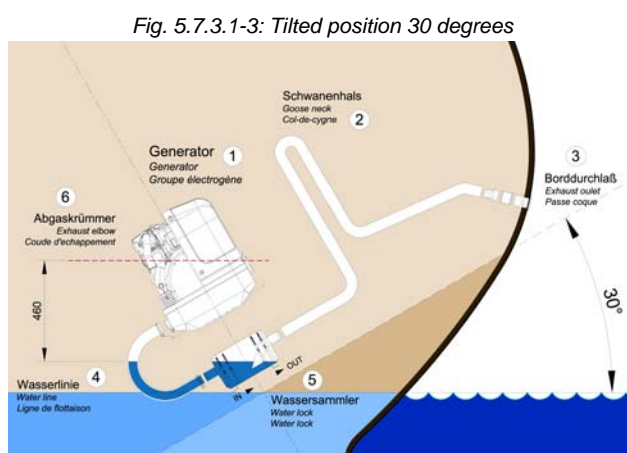 Fig. 5.7.3.1-3: Tilted position 30 degrees
Schwanenhals
Goose neck
Col-de-cygne
2
Generator
Generator
Groupe électrogène
1
3
Borddurchlaß
Exhaust oulet
Passe coque
6
Abgaskrümmer
Exhaust elbow
Coude d'echappement
460
30°
4
Wasserlinie
Water line
Ligne de flottaison
IN
OUT
5
Wassersammler
Water lock
Water lock